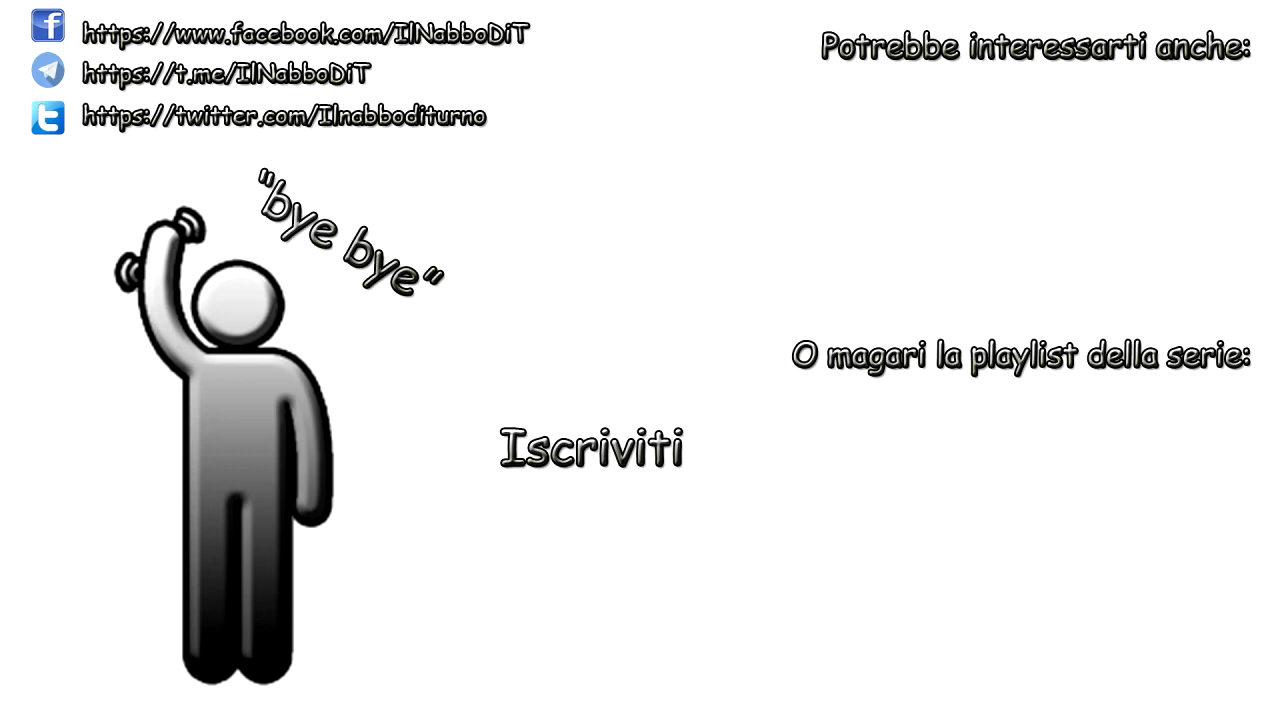 https://www.facebook.com/IlNabboDiT
https://t.me/IlNabboDiT
https://twitter.com/Ilnabboditurno
Potrebbe interessarti anche:
"bye bye"
O magari la playlist della serie:
Iscriviti